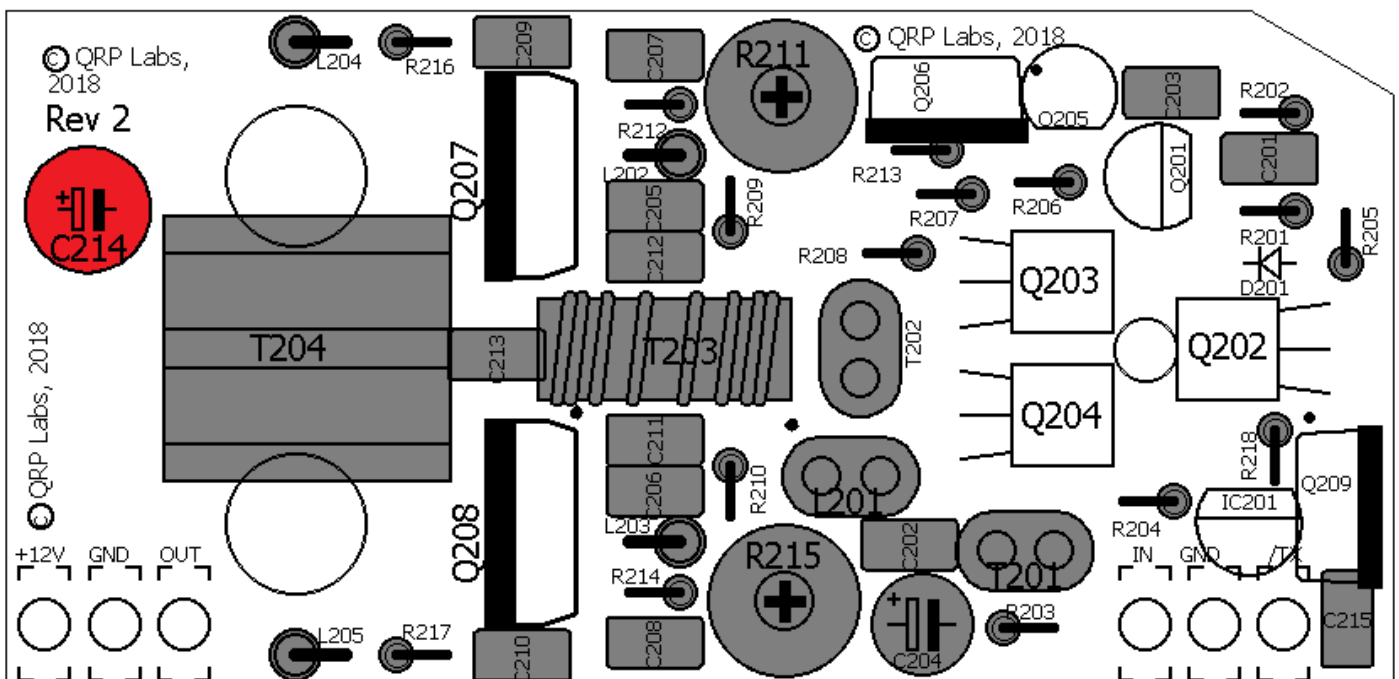 © QRP Labs,
2018
Rev 2
C214
+
L204
R216
C209
C207
R211
© QRP Labs, 2018
Q206
Q205
C203
R202
R212
L202
Q207
C205
R209
R213
R207
R206
Q201
C201
R201
R205
D201
C212
R208
Q203
T204
C213
T203
T202
Q202
Q204
© QRP Labs, 2018
C211
C206
R210
L201
R218
Q209
IC201
R204
Q208
L203
R215
C202
T201
+12V
GND
OUT
R214
IN
GND
/TX
+
R203
C215
L205
R217
C210
C208
C204